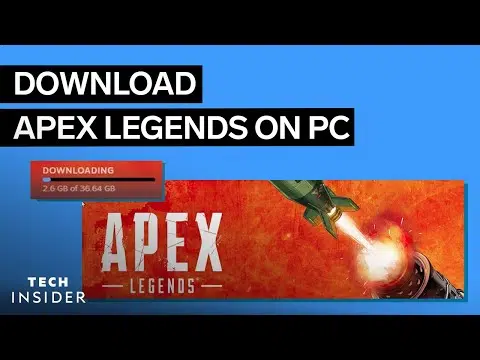 DOWNLOAD
APEX LEGENDS ON PC
DOWNLOADING
2.6 GB of 36.64 GB
APEX
LEGENDS
TECH
INSIDER